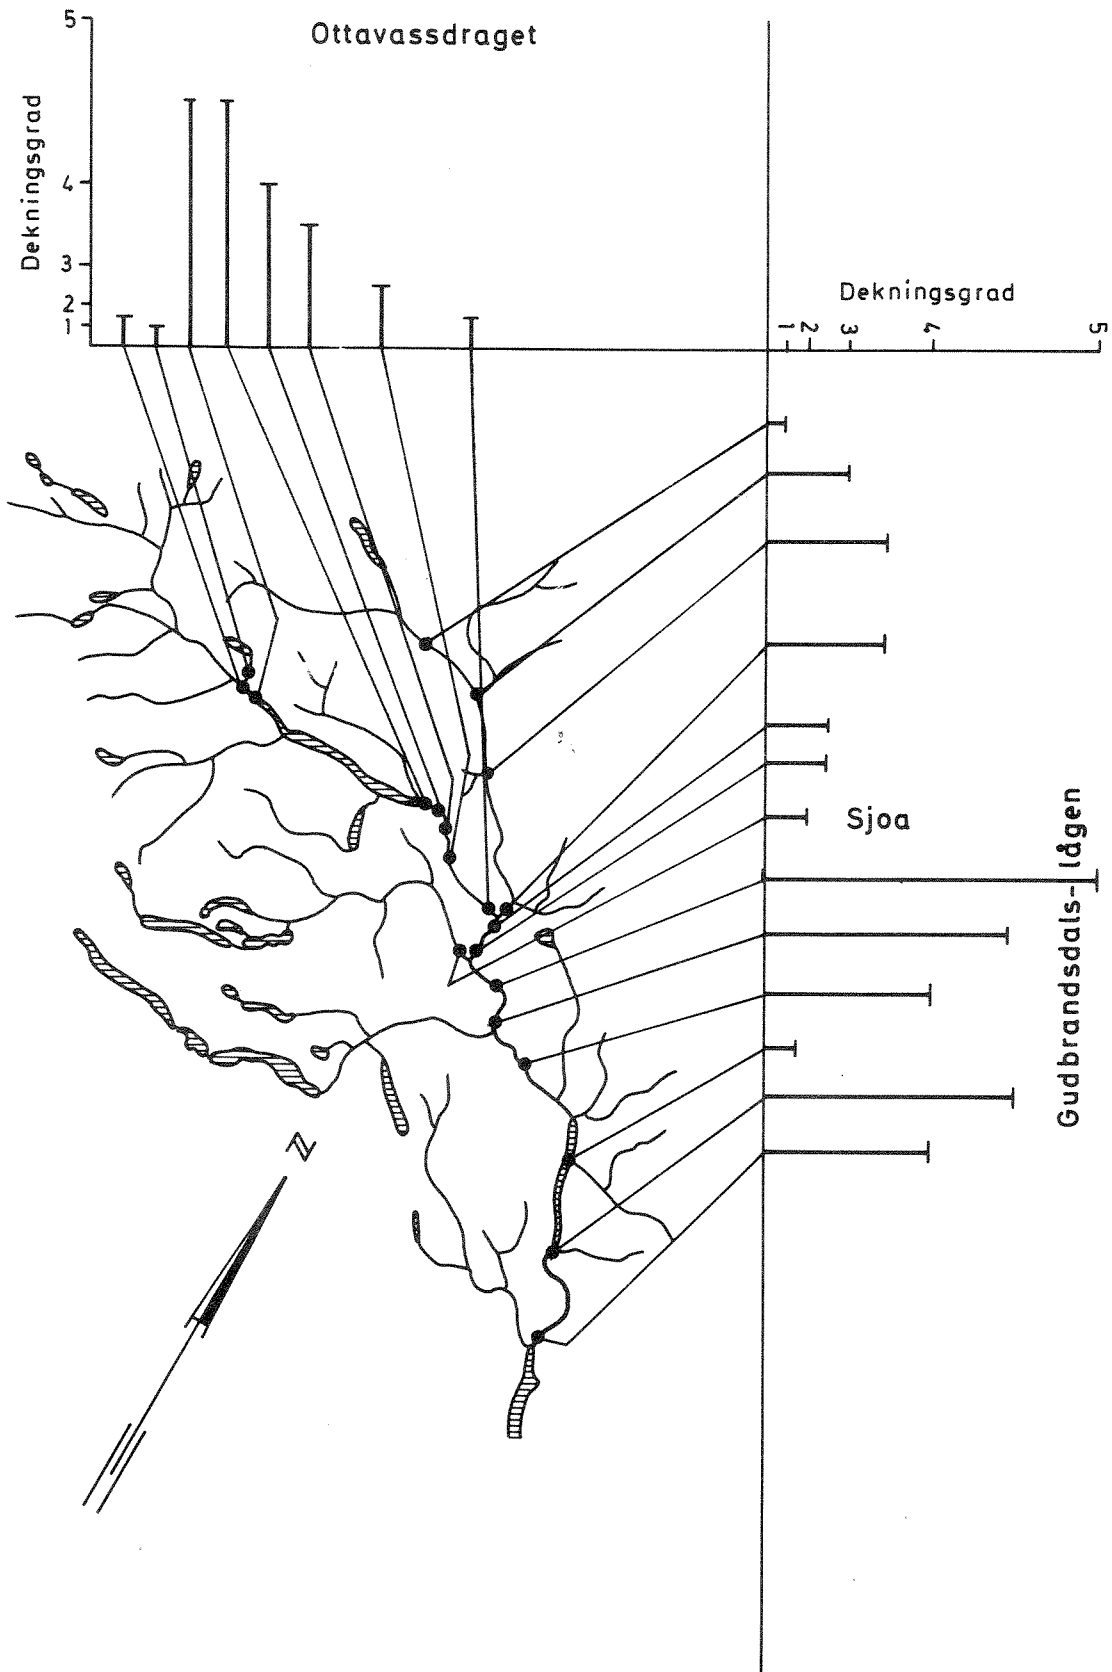 Ottavassdraget
Dekningsgrad
5
4
3
2
1
Dekningsgrad
1 2 3 4 5
Sjoa
Gudbrandsdals-lågen
N